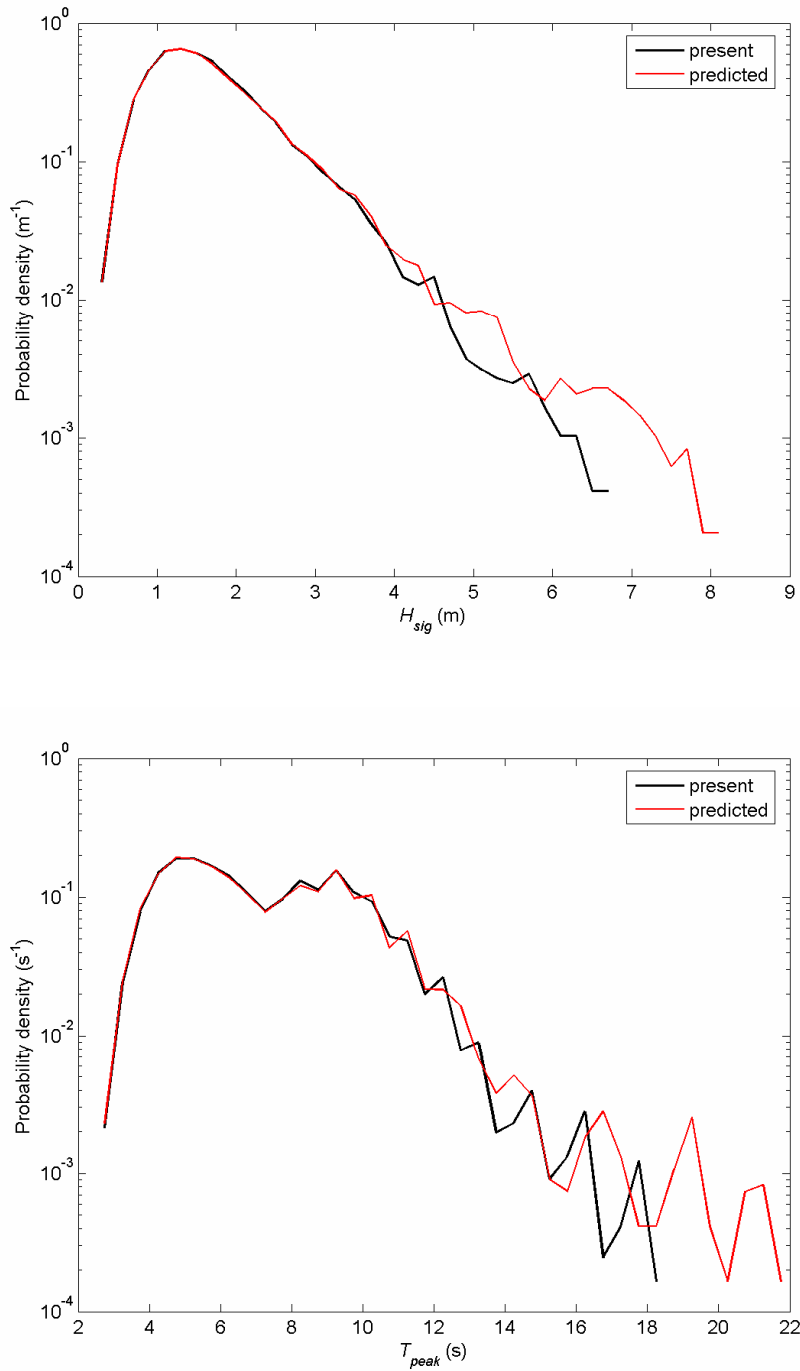 10^0
present
predicted
10^-1
Probability density (m^-1)
10^-2
10^-3
10^-4
0 1 2 3 4 5 6 7 8 9
H_sig (m)
10^0
present
predicted
10^-1
Probability density (s^-1)
10^-2
10^-3
10^-4
2 4 6 8 10 12 14 16 18 20 22
T_peak (s)